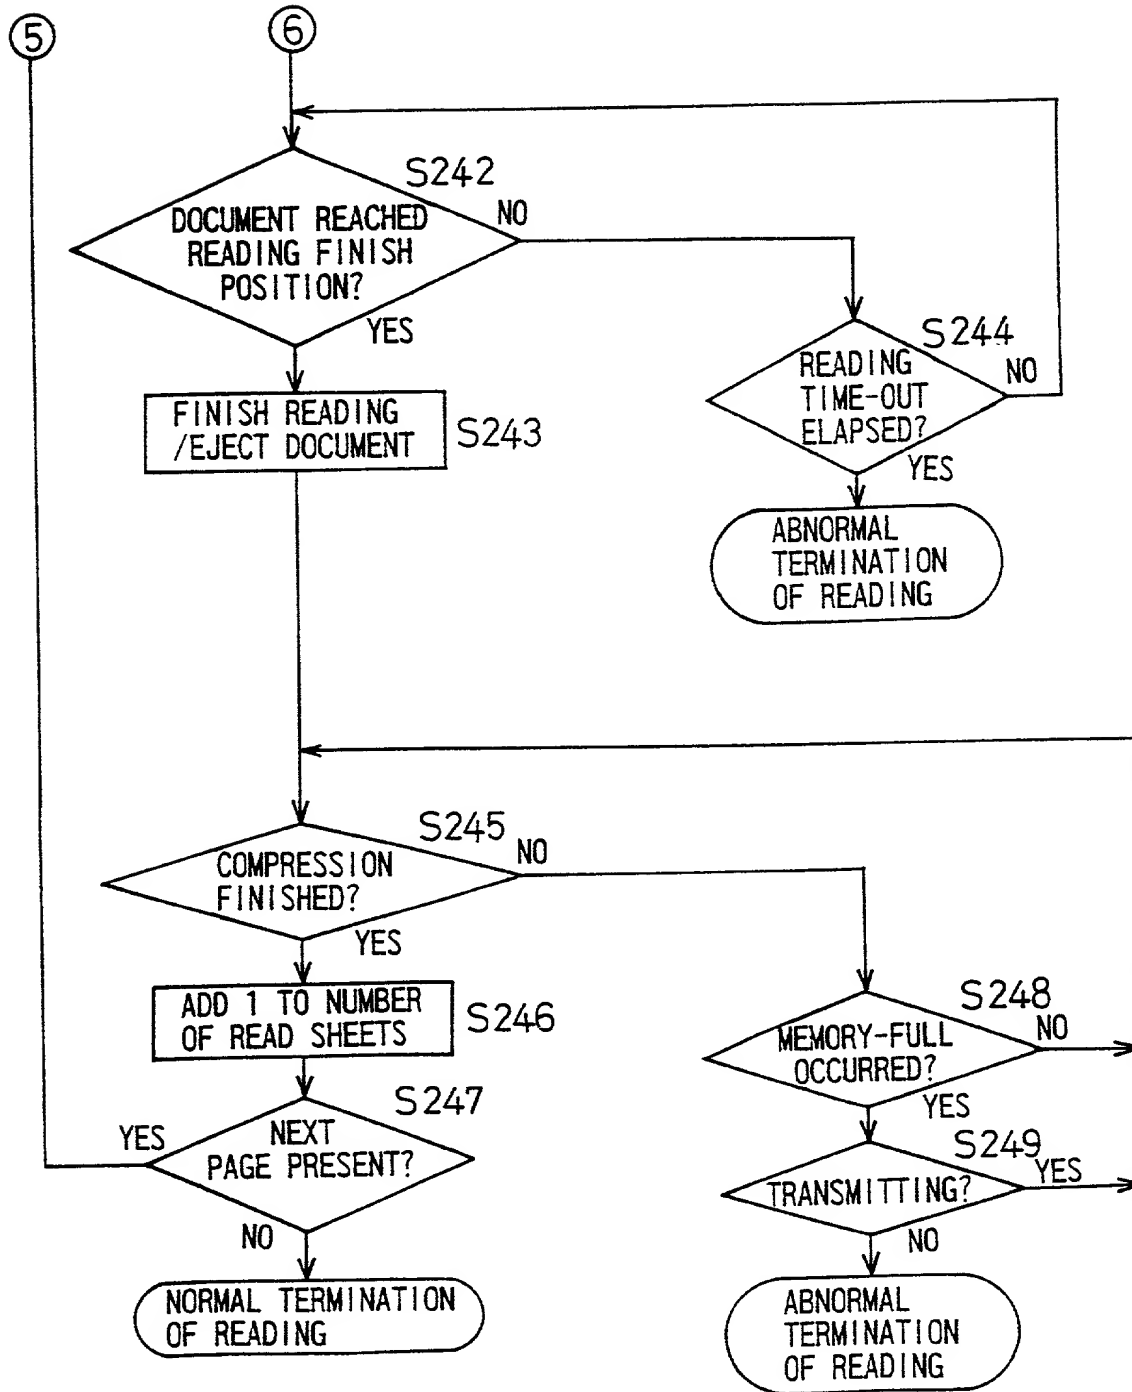 5
6
S242
DOCUMENT REACHED
READING FINISH
POSITION?
NO
YES
S244
READING
TIME-OUT
ELAPSED?
NO
YES
FINISH READING
/EJECT DOCUMENT
S243
ABNORMAL
TERMINATION
OF READING
S245
COMPRESSION
FINISHED?
NO
YES
ADD 1 TO NUMBER
OF READ SHEETS
S246
S248
MEMORY-FULL
OCCURRED?
NO
YES
S247
NEXT
PAGE PRESENT?
YES
NO
S249
TRANSMITTING?
YES
NO
NORMAL TERMINATION
OF READING
ABNORMAL
TERMINATION
OF READING